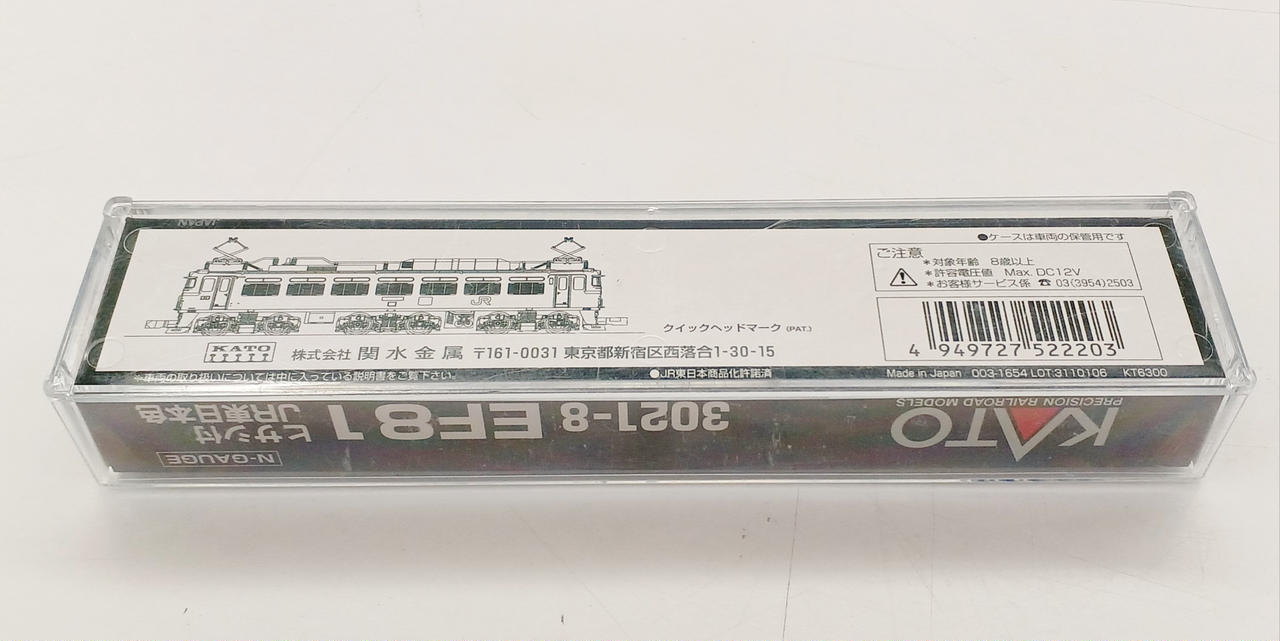 JAPAN
●ケースは車両の保管用です
ご注意
*対象年齢 8歳以上
*許容電圧値 Max. DC12V
*お客様サービス係 ☎ 03(3954)2503
JR
クイックヘッドマーク (PAT.)
4 949727 522203
KATO
株式会社 関水金属 〒161-0031 東京都新宿区西落合1-30-15
※車両の取り扱いについては中に入っている説明書をご覧下さい。
●JR東日本商品化許諾済
Made in Japan 003-1654 LOT:3110106 KT6300
KATO
PRECISION RAILROAD MODELS
3021-8 EF81
ヒサシ付
JR東日本色
N-GAUGE